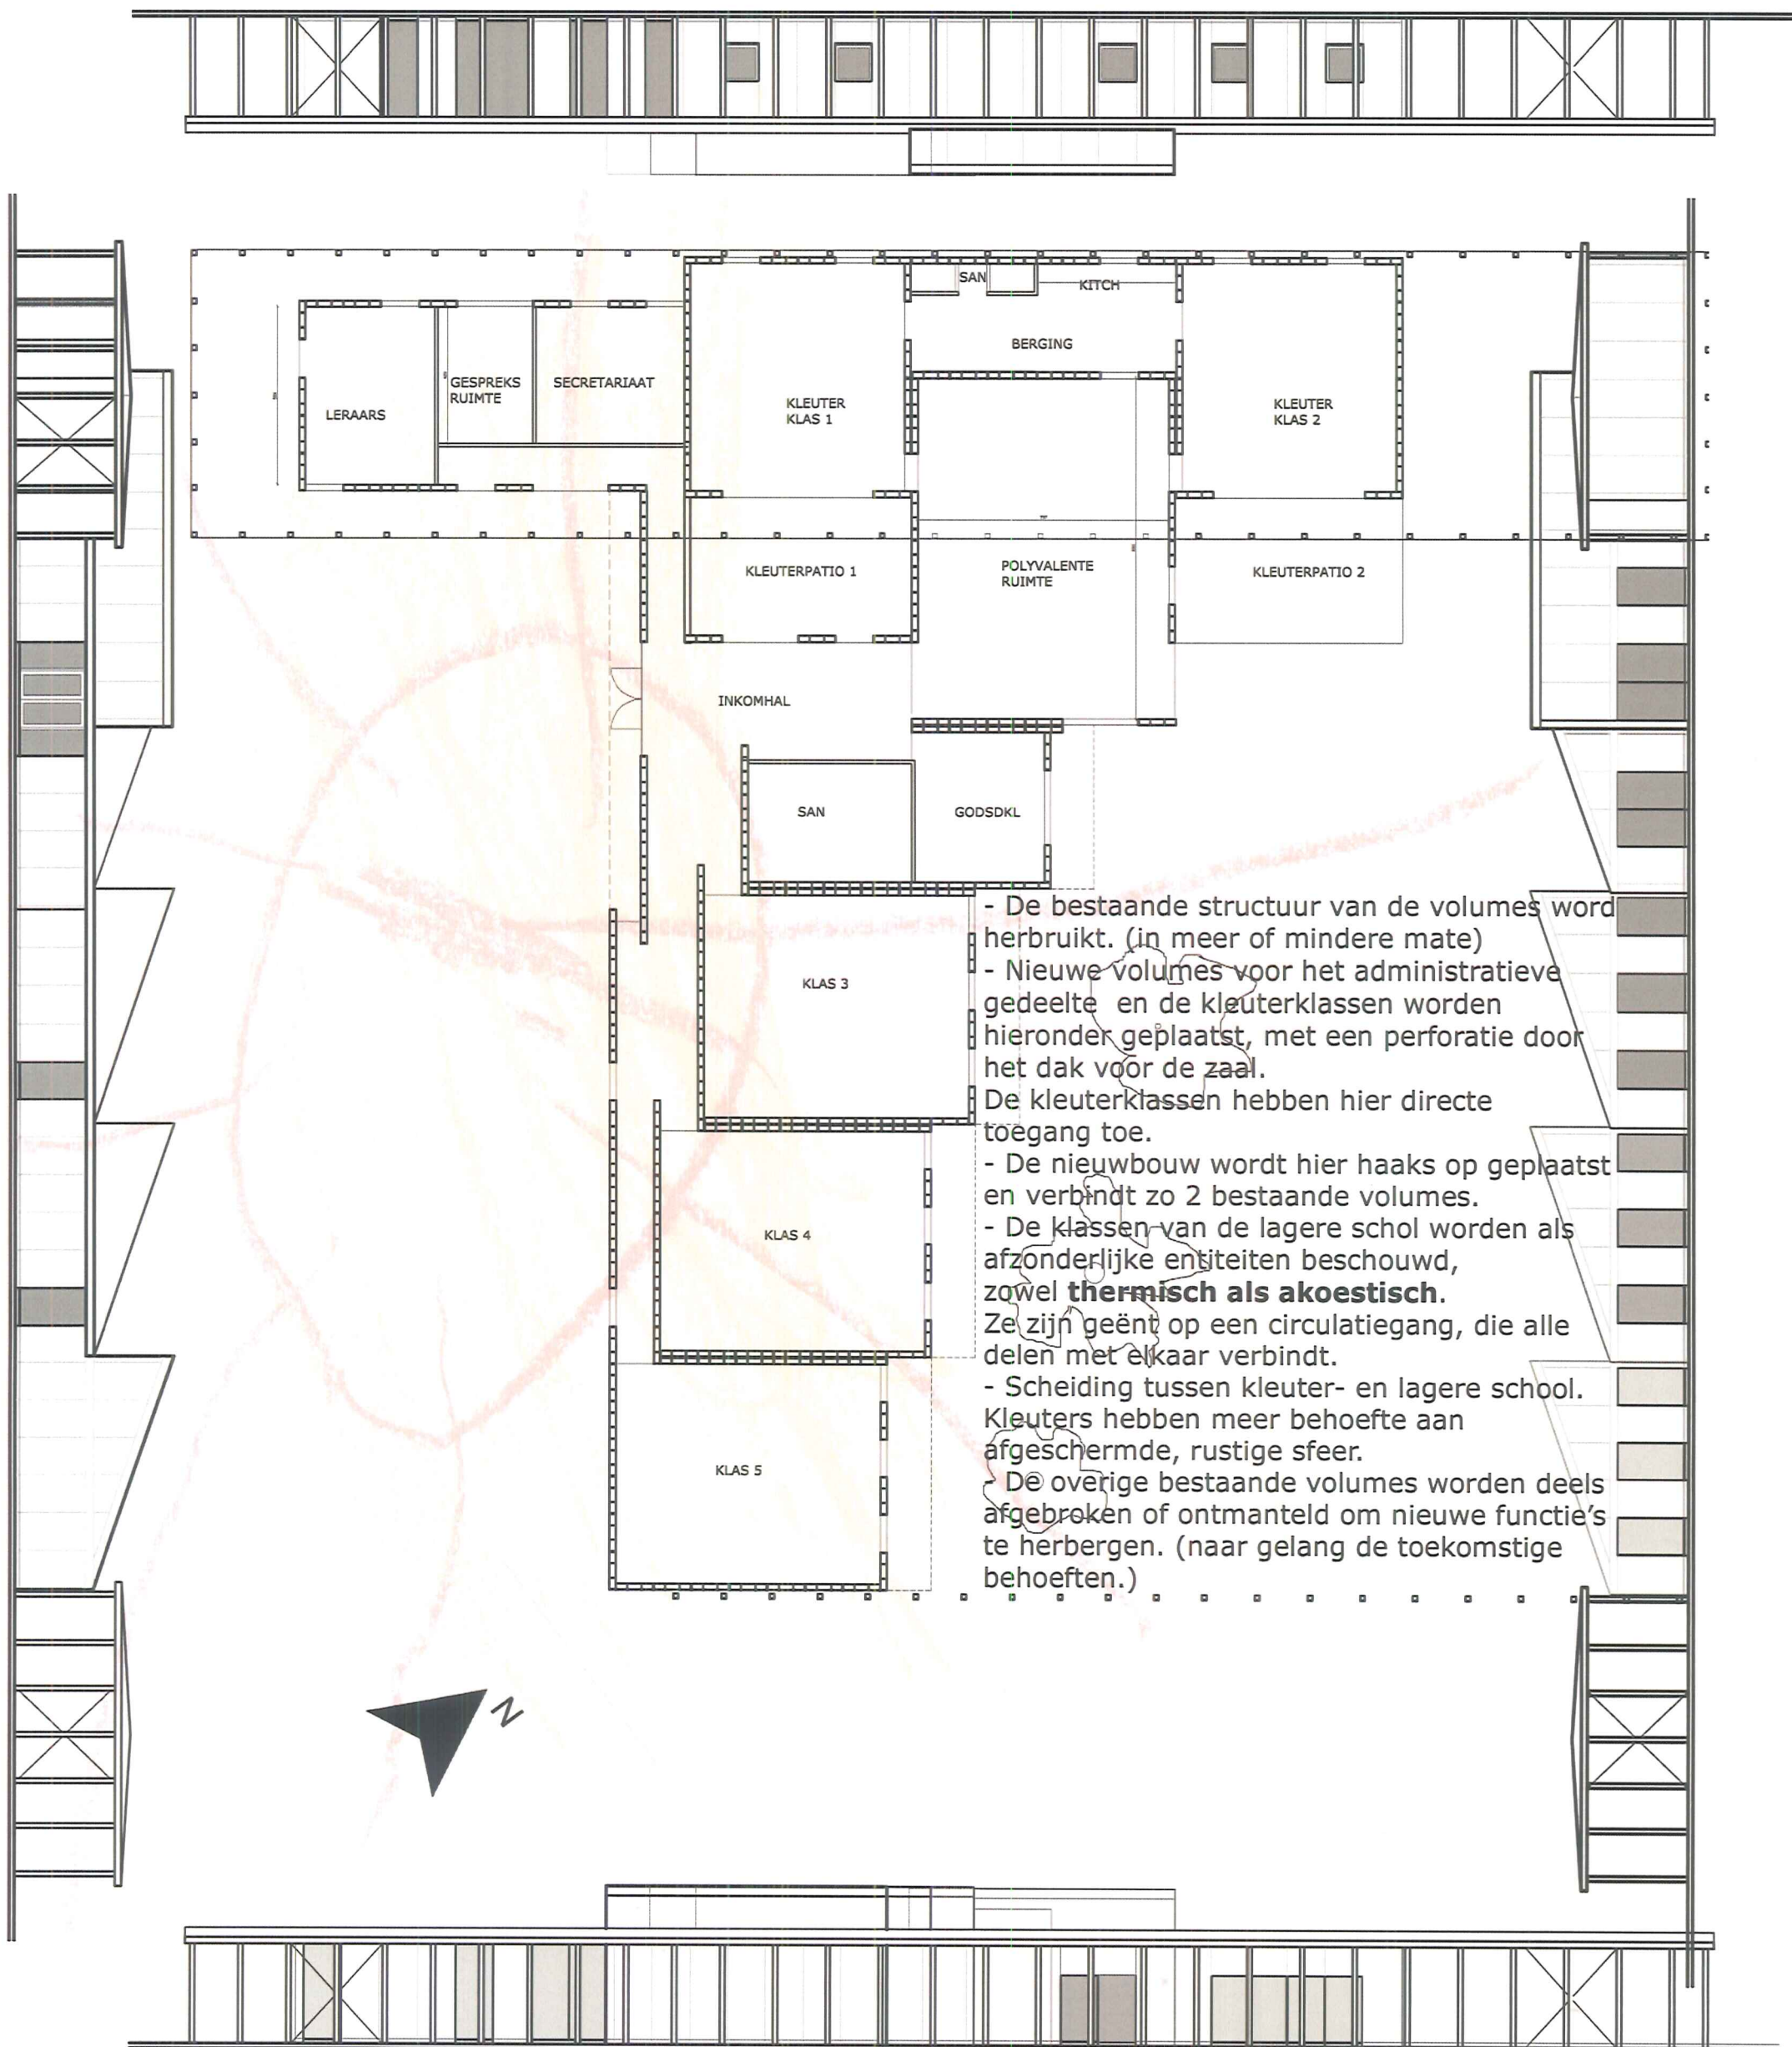 SAN
KITCH
BERGING
GESPREKS
RUIMTE
SECRETARIAAT
LERAARS
KLEUTER
KLAS 1
KLEUTER
KLAS 2
KLEUTERPATIO 1
POLYVALENTE
RUIMTE
KLEUTERPATIO 2
INKOMHAL
SAN
GODSDKL
KLAS 3
KLAS 4
KLAS 5
- De bestaande structuur van de volumes word
herbruikt. (in meer of mindere mate)
- Nieuwe volumes voor het administratieve
gedeelte en de kleuterklassen worden
hieronder geplaatst, met een perforatie door
het dak voor de zaal.
De kleuterklassen hebben hier directe
toegang toe.
- De nieuwbouw wordt hier haaks op geplaatst
en verbindt zo 2 bestaande volumes.
- De klassen van de lagere schol worden als
afzonderlijke entiteiten beschouwd,
zowel thermisch als akoestisch.
Ze zijn geënt op een circulatiegang, die alle
delen met elkaar verbindt.
- Scheiding tussen kleuter- en lagere school.
Kleuters hebben meer behoefte aan
afgeschermde, rustige sfeer.
- De overige bestaande volumes worden deels
afgebroken of ontmanteld om nieuwe functie's
te herbergen. (naar gelang de toekomstige
behoeften.)
N